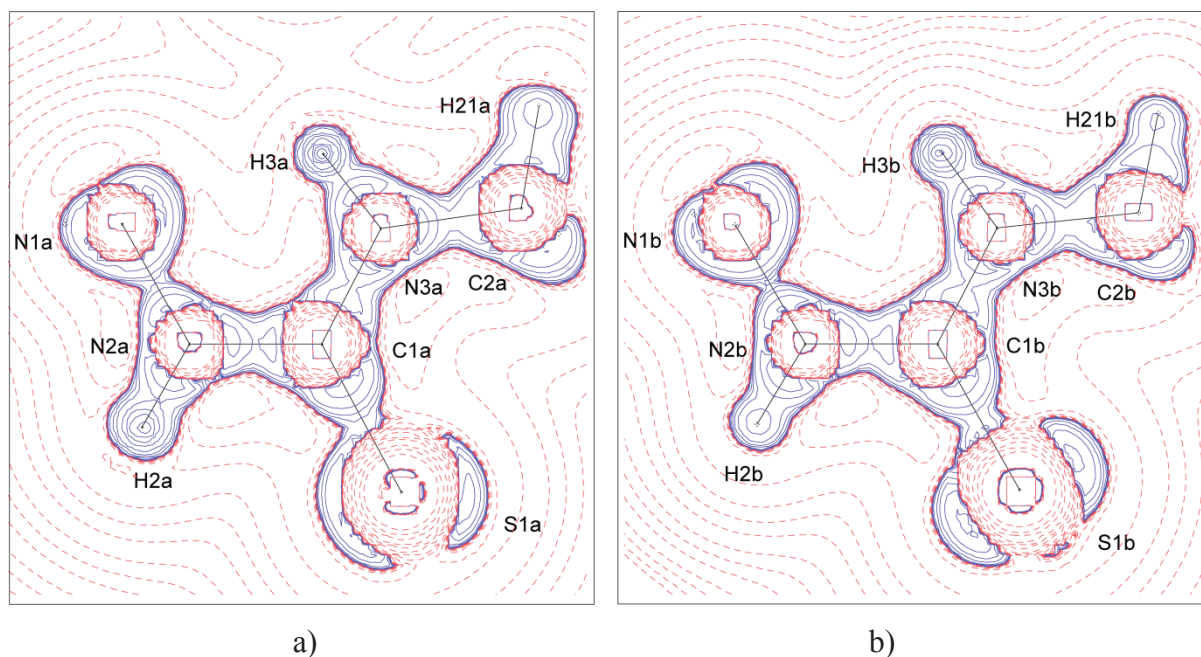 H21a
H3a
N1a
N3a
C2a
N2a
C1a
H2a
S1a
a)
H21b
H3b
N1b
N3b
C2b
N2b
C1b
H2b
S1b
b)